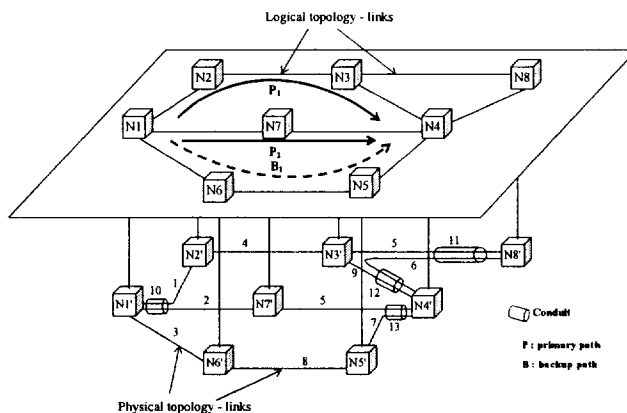 Logical topology - links
N2
N3
N8
P1
N1
N7
N4
P2
B1
N6
N5
4
5
11
N2'
N3'
N8'
6
9
10
1
12
N1'
2
N7'
5
N4'
Conduit
3
7
13
P : primary path
N6'
8
N5'
B : backup path
Physical topology - links